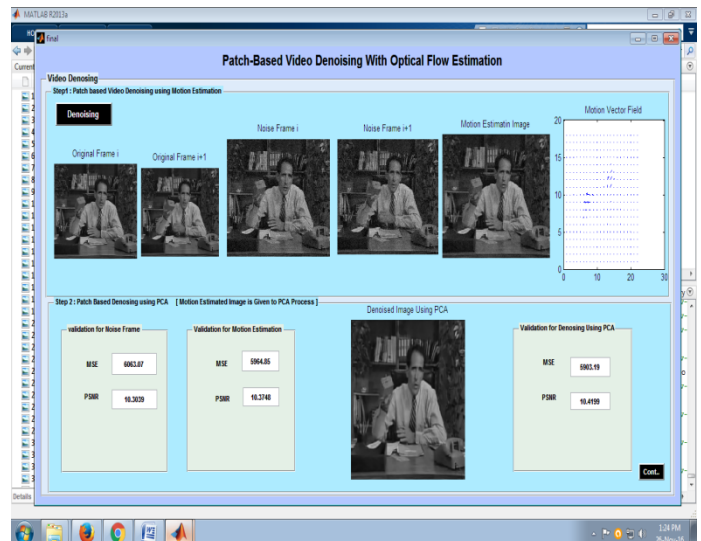 MATLAB R2013a
final
Patch-Based Video Denoising With Optical Flow Estimation
Current
Video Denosing
Step1 : Patch based Video Denoising using Motion Estimation
Denoising
Original Frame i
Original Frame i+1
Noise Frame i
Noise Frame i+1
Motion Estimatin Image
Motion Vector Field
20
15
10
5
0
0 10 20 30
Step 2 : Patch Based Denosing using PCA [ Motion Estimated Image is Given to PCA Process ]
validation for Noise Frame
MSE 6063.07
PSNR 10.3039
Validation for Motion Estimation
MSE 5964.85
PSNR 10.3748
Denoised Image Using PCA
Validation for Denosing Using PCA
MSE 5903.19
PSNR 10.4199
Cont..
Details
1:24 PM